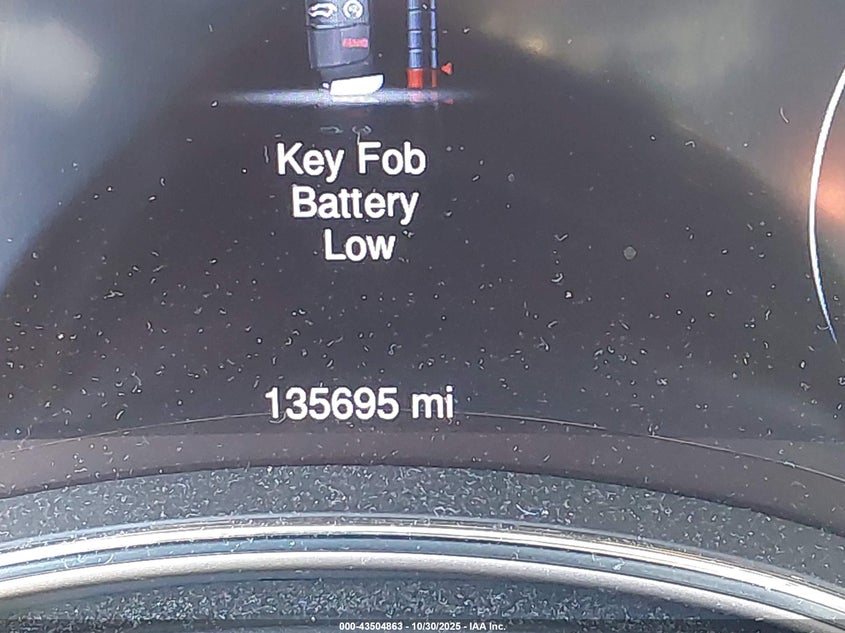 Key Fob
Battery
Low
135695 mi
000-43504863 - 10/30/2025 - IAA Inc.